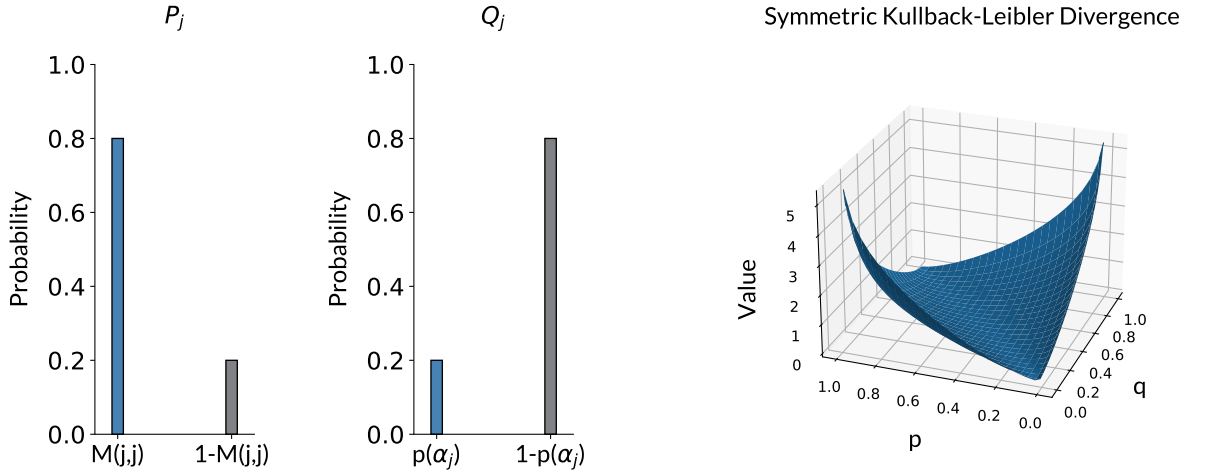 P_j
Probability
1.0
0.8
0.6
0.4
0.2
0.0
M(j,j) 1-M(j,j)
Q_j
Probability
1.0
0.8
0.6
0.4
0.2
0.0
p(α_j) 1-p(α_j)
Symmetric Kullback-Leibler Divergence
Value
5
4
3
2
1
0
1.0 0.8 0.6 0.4 0.2 0.0
p
1.0
0.8
0.6
0.4
0.2
0.0
q